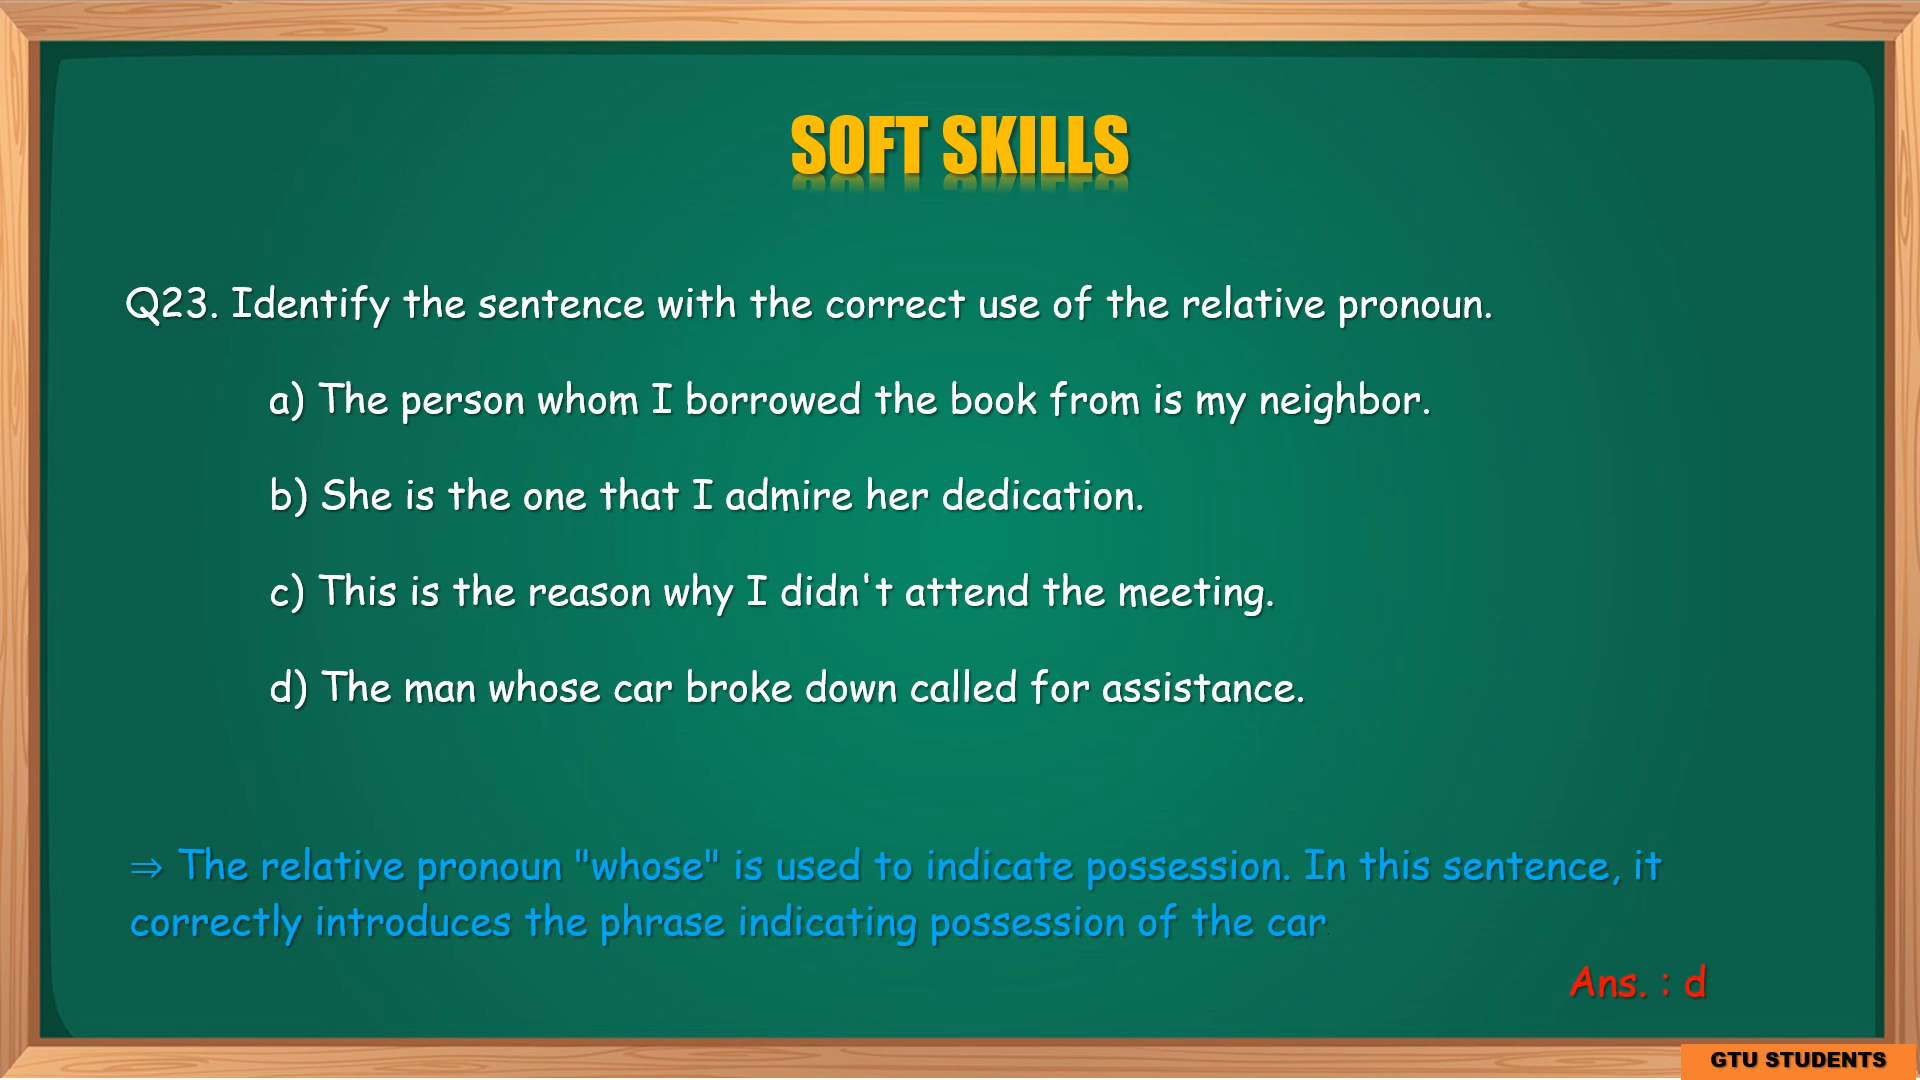 SOFT SKILLS
Q23. Identify the sentence with the correct use of the relative pronoun.
a) The person whom I borrowed the book from is my neighbor.
b) She is the one that I admire her dedication.
c) This is the reason why I didn't attend the meeting.
d) The man whose car broke down called for assistance.
⇒ The relative pronoun "whose" is used to indicate possession. In this sentence, it
correctly introduces the phrase indicating possession of the car.
Ans. : d
GTU STUDENTS